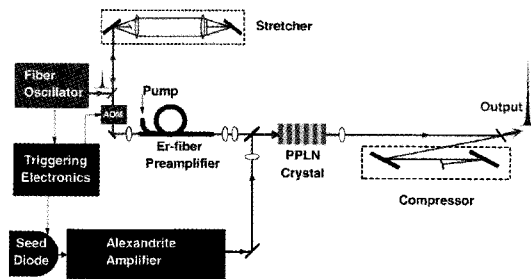 Stretcher
Fiber
Oscillator
AOM
Pump
Er-fiber
Preamplifier
Triggering
Electronics
PPLN
Crystal
Output
Compressor
Seed
Diode
Alexandrite
Amplifier